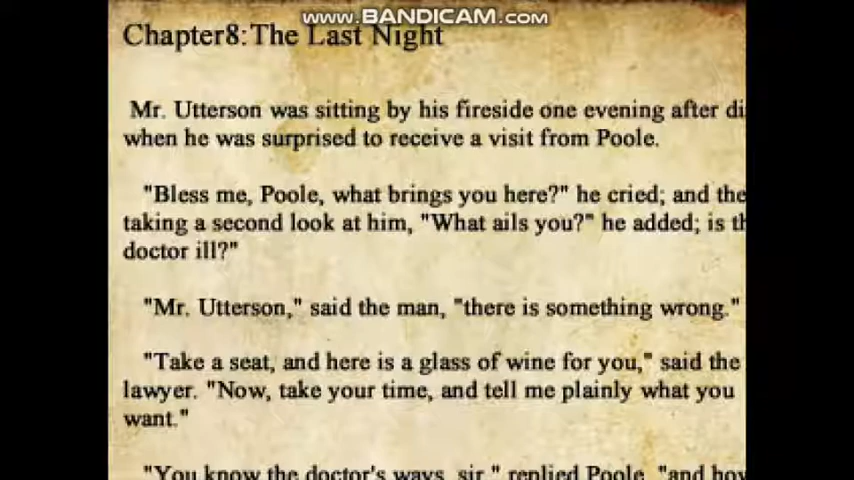 www.BANDICAM.com
Chapter8:The Last Night
Mr. Utterson was sitting by his fireside one evening after di
when he was surprised to receive a visit from Poole.
"Bless me, Poole, what brings you here?" he cried; and the
taking a second look at him, "What ails you?" he added; is th
doctor ill?"
"Mr. Utterson," said the man, "there is something wrong."
"Take a seat, and here is a glass of wine for you," said the
lawyer. "Now, take your time, and tell me plainly what you
want."
"You know the doctor's ways, sir," replied Poole, "and how